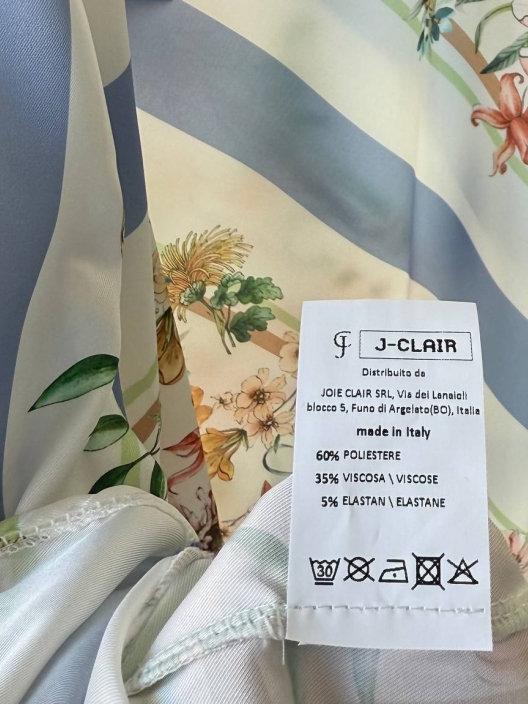 J-CLAIR
Distribuito da
JOIE CLAIR SRL, Via dei Lanaioli
blocco 5, Funo di Argelato(BO), Italia
made in Italy
60% POLIESTERE
35% VISCOSA \ VISCOSE
5% ELASTAN \ ELASTANE
30